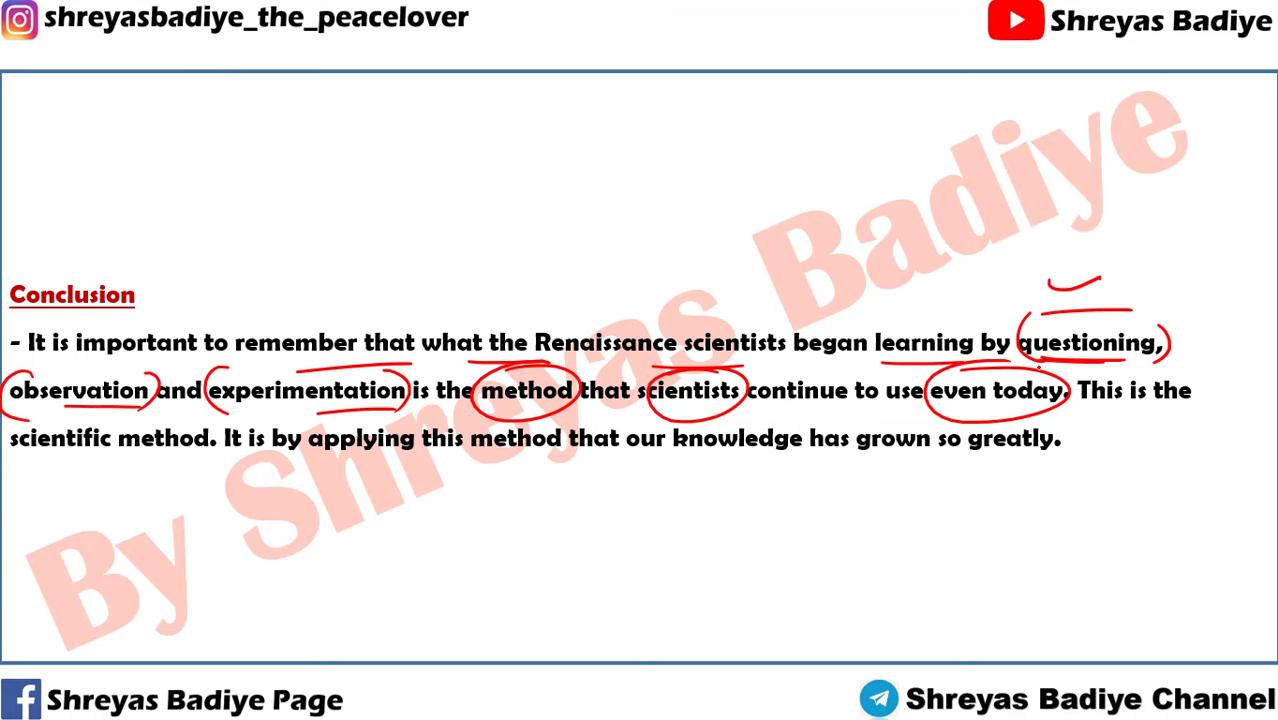 shreyasbadiye_the_peacelover
Shreyas Badiye
By Shreyas Badiye
Conclusion
- It is important to remember that what the Renaissance scientists began learning by questioning,
observation and experimentation is the method that scientists continue to use even today. This is the
scientific method. It is by applying this method that our knowledge has grown so greatly.
Shreyas Badiye Page
Shreyas Badiye Channel